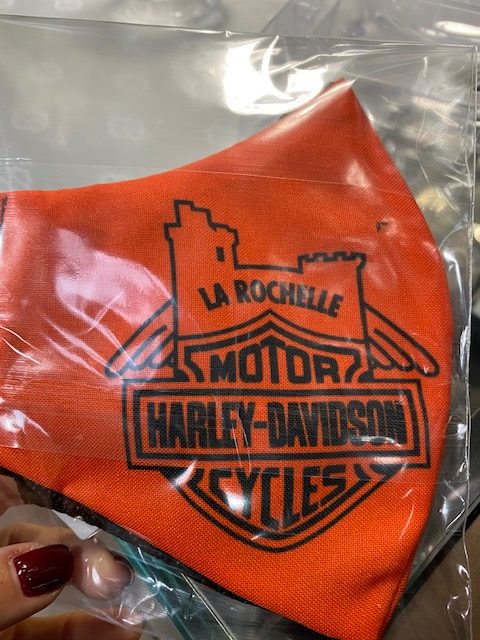 LA ROCHELLE
MOTOR
HARLEY-DAVIDSON
CYCLES